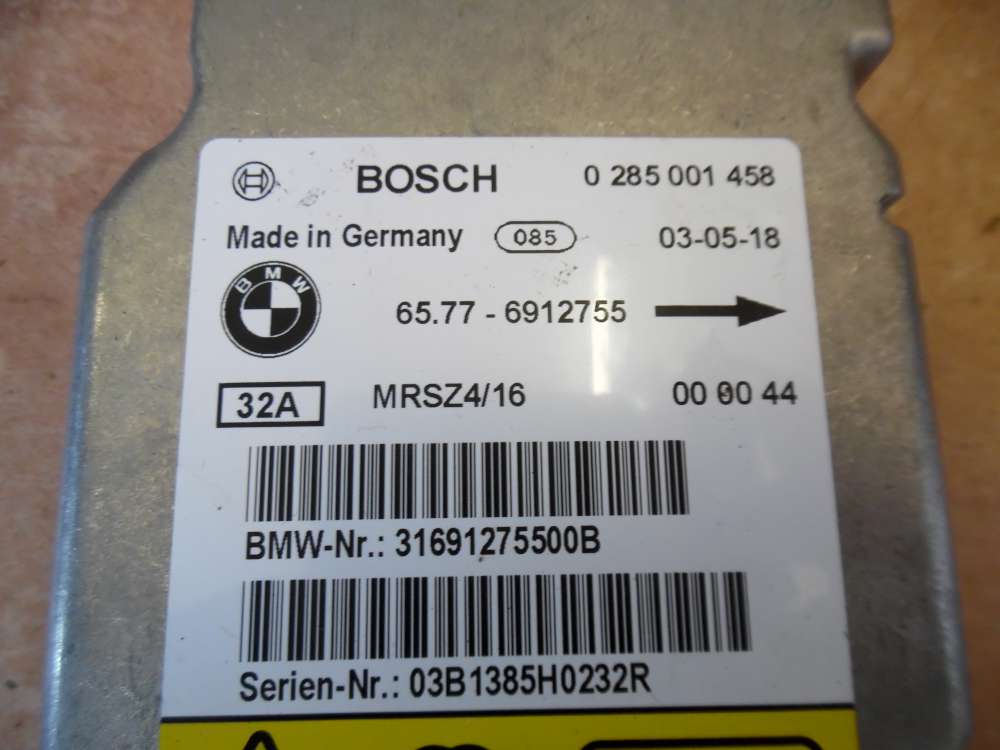 BOSCH 0 285 001 458
Made in Germany 085 03-05-18
BMW
65.77 - 6912755
32A MRSZ4/16 00 00 44
BMW-Nr.: 31691275500B
Serien-Nr.: 03B1385H0232R